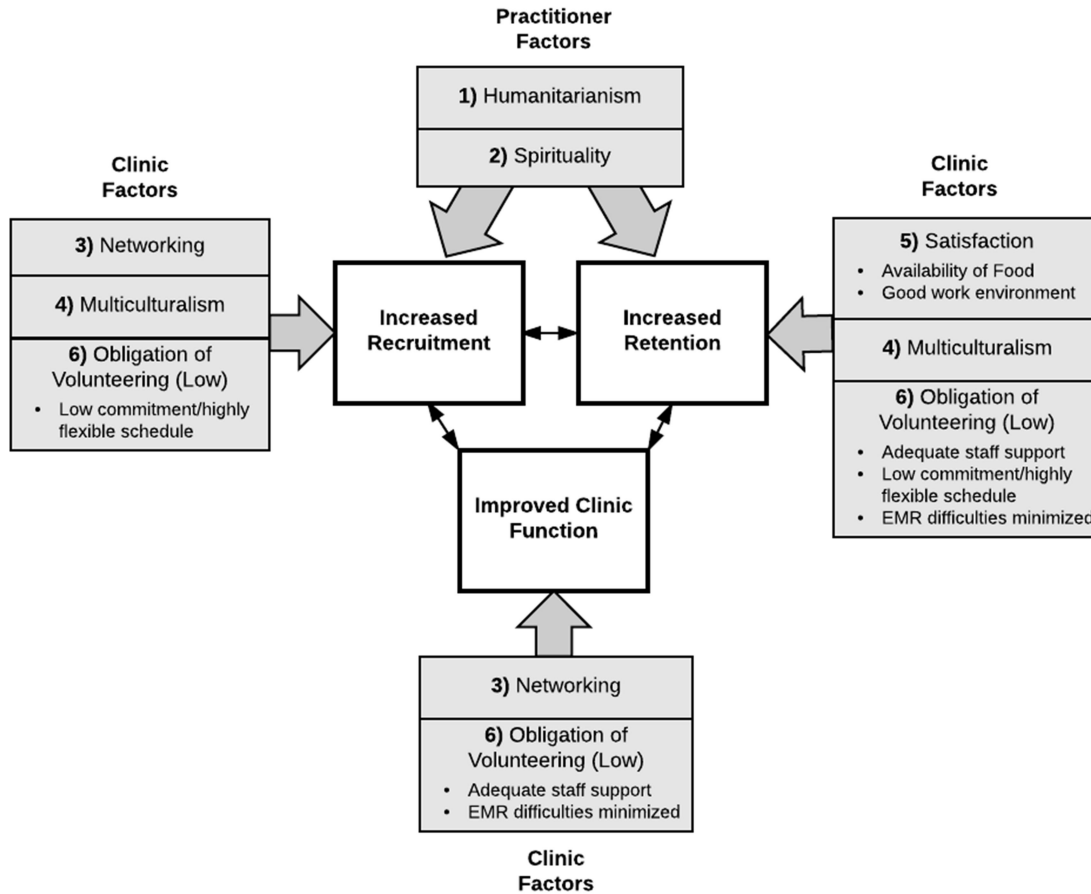 Practitioner
Factors
1) Humanitarianism
2) Spirituality
Clinic
Factors
3) Networking
4) Multiculturalism
6) Obligation of
Volunteering (Low)
• Low commitment/highly
flexible schedule
Increased
Recruitment
Increased
Retention
Improved Clinic
Function
Clinic
Factors
5) Satisfaction
• Availability of Food
• Good work environment
4) Multiculturalism
6) Obligation of
Volunteering (Low)
• Adequate staff support
• Low commitment/highly
flexible schedule
• EMR difficulties minimized
3) Networking
6) Obligation of
Volunteering (Low)
• Adequate staff support
• EMR difficulties minimized
Clinic
Factors